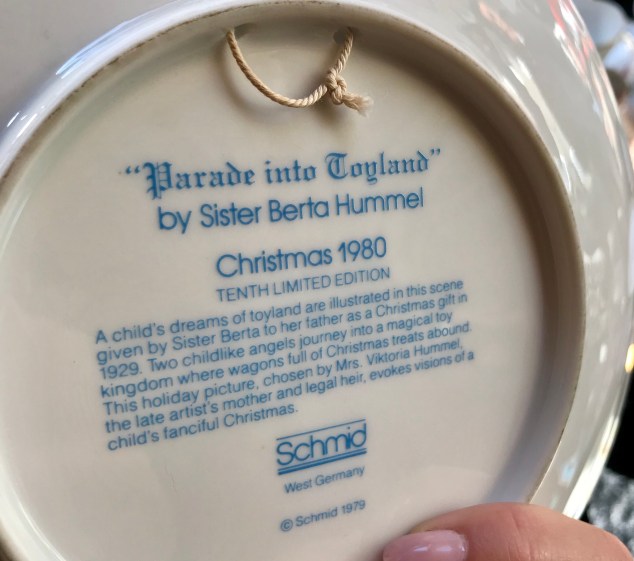 "Parade into Toyland"
by Sister Berta Hummel
Christmas 1980
TENTH LIMITED EDITION
A child's dreams of toyland are illustrated in this scene
given by Sister Berta to her father as a Christmas gift in
1929. Two childlike angels journey into a magical toy
kingdom where wagons full of Christmas treats abound.
This holiday picture, chosen by Mrs. Viktoria Hummel,
the late artist's mother and legal heir, evokes visions of a
child's fanciful Christmas.
Schmid
West Germany
© Schmid 1979